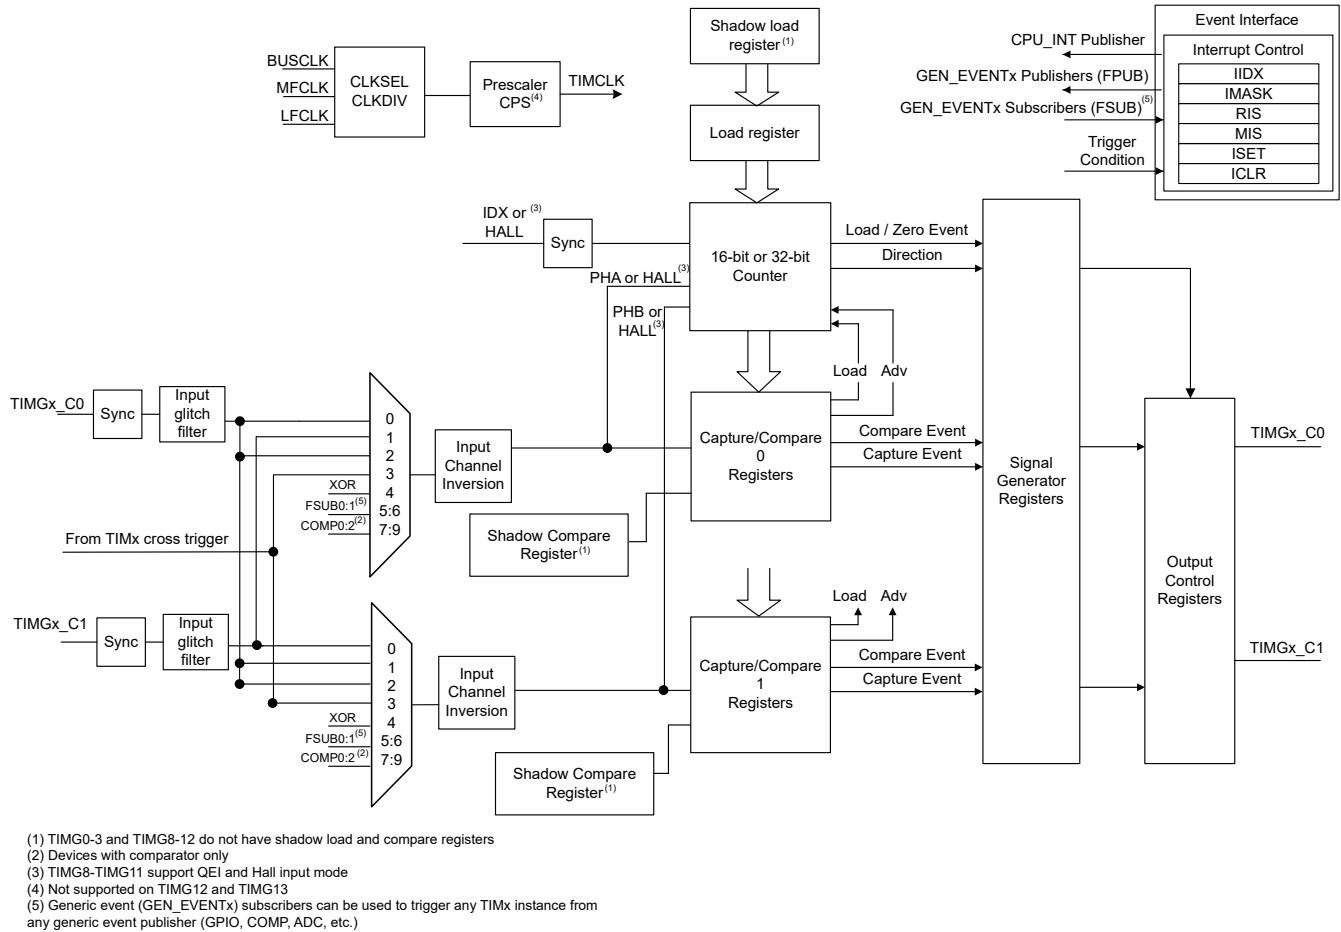 Shadow load
register(1)
Event Interface
CPU_INT Publisher
Interrupt Control
GEN_EVENTx Publishers (FPUB)
GEN_EVENTx Subscribers (FSUB)(5)
Trigger
Condition
IIDX
IMASK
RIS
MIS
ISET
ICLR
BUSCLK
MFCLK
LFCLK
CLKSEL
CLKDIV
Prescaler
CPS(4)
TIMCLK
Load register
IDX or (3)
HALL
Sync
16-bit or 32-bit
Counter
Load / Zero Event
Direction
PHA or HALL(3)
PHB or
HALL(3)
Load
Adv
TIMGx_C0
Sync
Input
glitch
filter
0
1
2
3
4
5:6
7:9
XOR
FSUB0:1(5)
COMP0:2(2)
Input
Channel
Inversion
Capture/Compare
0
Registers
Compare Event
Capture Event
Signal
Generator
Registers
TIMGx_C0
Shadow Compare
Register(1)
From TIMx cross trigger
Output
Control
Registers
Load
Adv
TIMGx_C1
Sync
Input
glitch
filter
0
1
2
3
4
5:6
7:9
XOR
FSUB0:1(5)
COMP0:2(2)
Input
Channel
Inversion
Capture/Compare
1
Registers
Compare Event
Capture Event
TIMGx_C1
Shadow Compare
Register(1)
(1) TIMG0-3 and TIMG8-12 do not have shadow load and compare registers
(2) Devices with comparator only
(3) TIMG8-TIMG11 support QEI and Hall input mode
(4) Not supported on TIMG12 and TIMG13
(5) Generic event (GEN_EVENTx) subscribers can be used to trigger any TIMx instance from
any generic event publisher (GPIO, COMP, ADC, etc.)